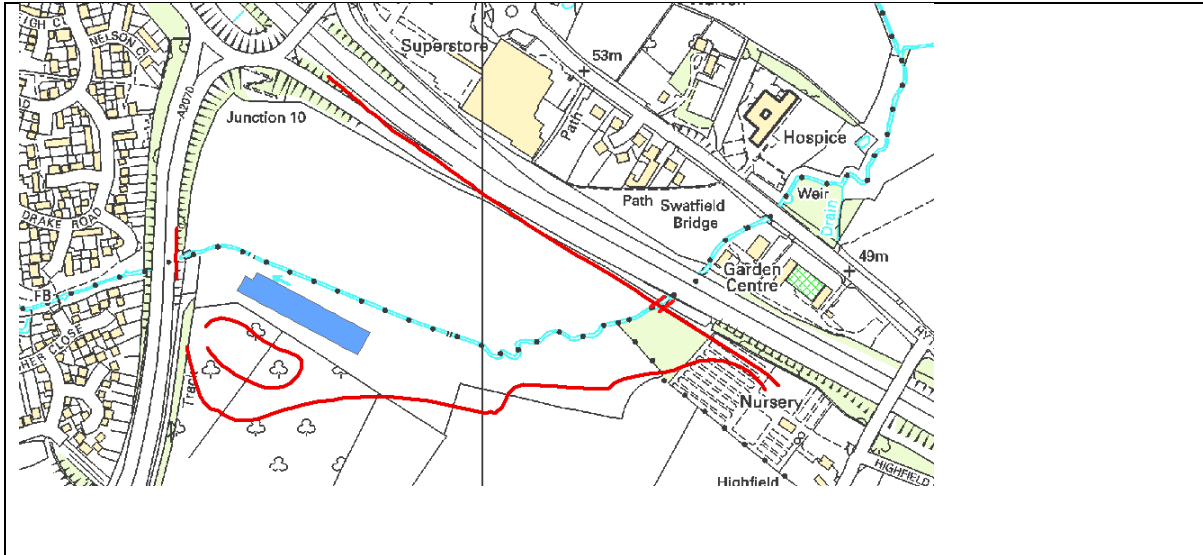 NELSON CL
Superstore
53m
A2070
Junction 10
Path
Hospice
Path
Swatfield
Bridge
Weir
Drain
DRAKE ROAD
49m
Garden
Centre
FB
CLOSE
Track
Nursery
HIGHFIELD
Highfield